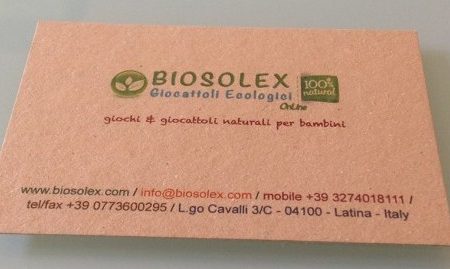 BIOSOLEX
Giocattoli Ecologici
100%
natural
OnLine
giochi & giocattoli naturali per bambini
www.biosolex.com / info@biosolex.com / mobile +39 3274018111 /
tel/fax +39 0773600295 / L.go Cavalli 3/C - 04100 - Latina - Italy